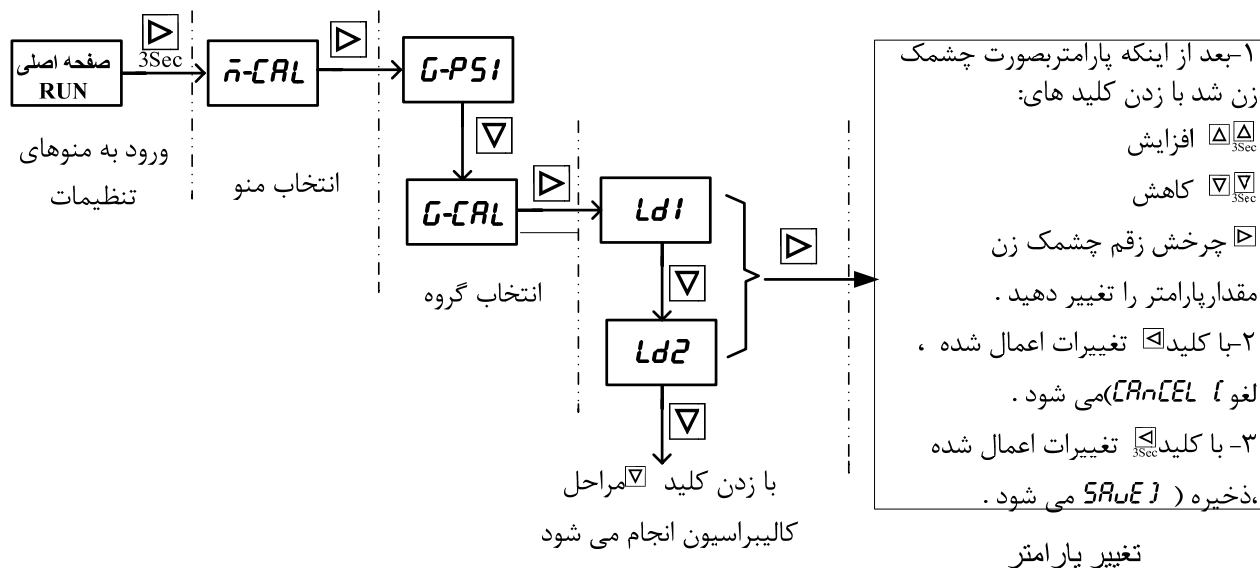 صفحه اصلی
RUN
3Sec
n̄-CAL
G-PS1
G-CAL
Ld1
Ld2
ورود به منوهای
تنظیمات
انتخاب منو
انتخاب گروه
با زدن کلید مراحل
کالیبراسیون انجام می شود
۱-بعد از اینکه پارامتربصورت چشمک
زن شد با زدن کلید های:
3Sec افزایش
3Sec کاهش
چرخش زقم چشمک زن
مقدارپارامتر را تغییر دهید .
۲-با کلید تغییرات اعمال شده ،
لغو [ CAnCEL)می شود .
۳- با کلید 3Sec تغییرات اعمال شده
،ذخیره ( SAvE ] می شود .
تغییر پارامتر